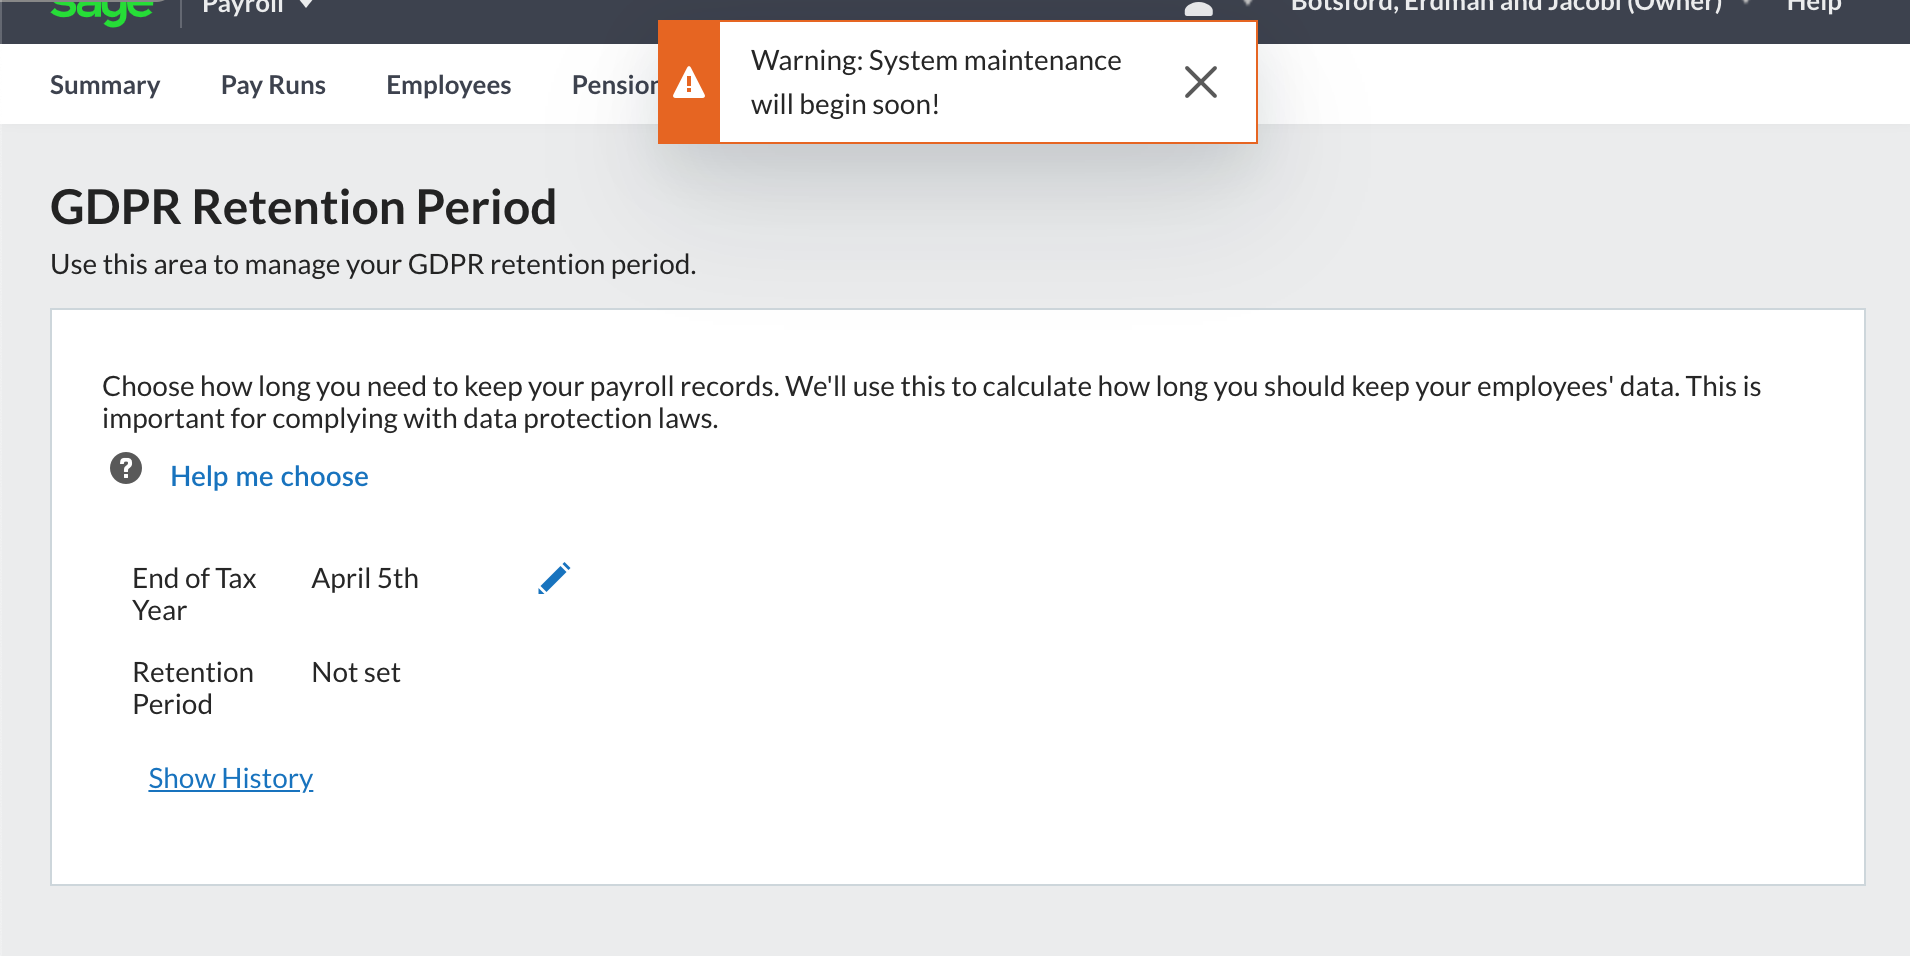 sage Payroll Botsford, Erdman and Jacobi (Owner) Help
Summary Pay Runs Employees Pension
Warning: System maintenance
will begin soon!
GDPR Retention Period
Use this area to manage your GDPR retention period.
Choose how long you need to keep your payroll records. We'll use this to calculate how long you should keep your employees' data. This is
important for complying with data protection laws.
Help me choose
End of Tax April 5th
Year
Retention Not set
Period
Show History